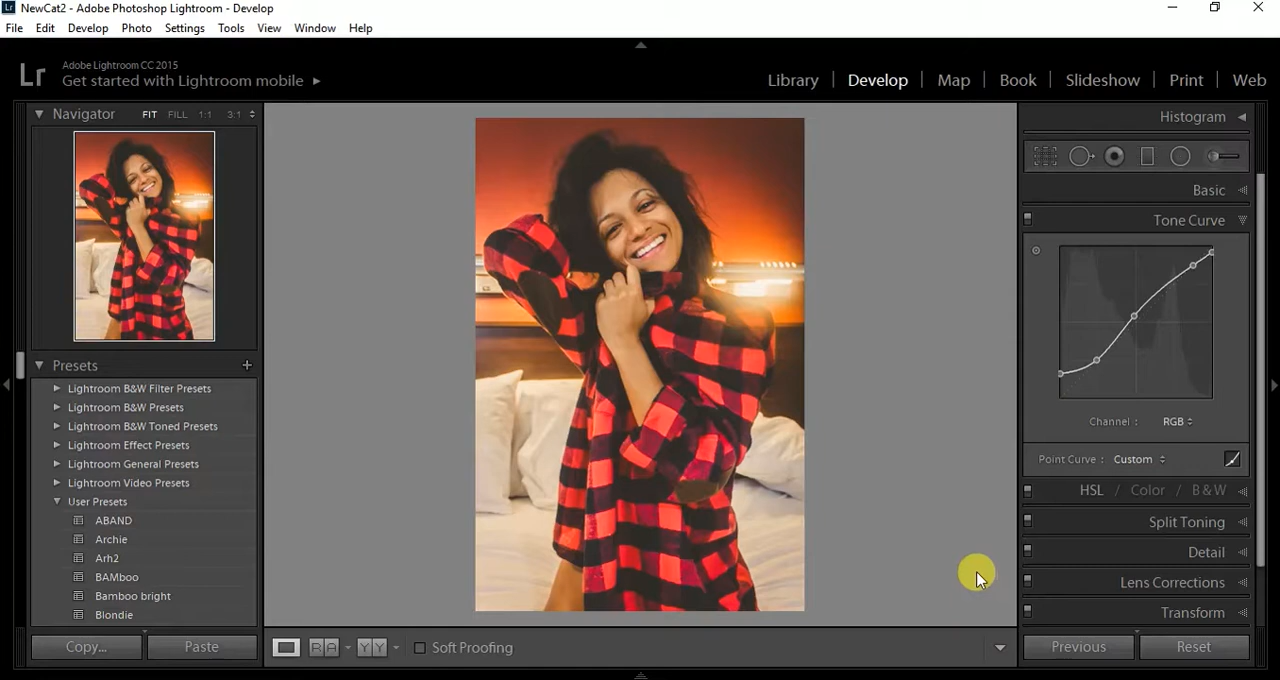 NewCat2 - Adobe Photoshop Lightroom - Develop
File Edit Develop Photo Settings Tools View Window Help
Lr Adobe Lightroom CC 2015
Get started with Lightroom mobile
Library Develop Map Book Slideshow Print Web
Navigator FIT FILL 1:1 3:1
Presets +
Lightroom B&W Filter Presets
Lightroom B&W Presets
Lightroom B&W Toned Presets
Lightroom Effect Presets
Lightroom General Presets
Lightroom Video Presets
User Presets
ABAND
Archie
Arh2
BAMboo
Bamboo bright
Blondie
Copy... Paste
R A Y Y Soft Proofing
Histogram
Basic
Tone Curve
Channel : RGB
Point Curve : Custom
HSL / Color / B&W
Split Toning
Detail
Lens Corrections
Transform
Previous Reset